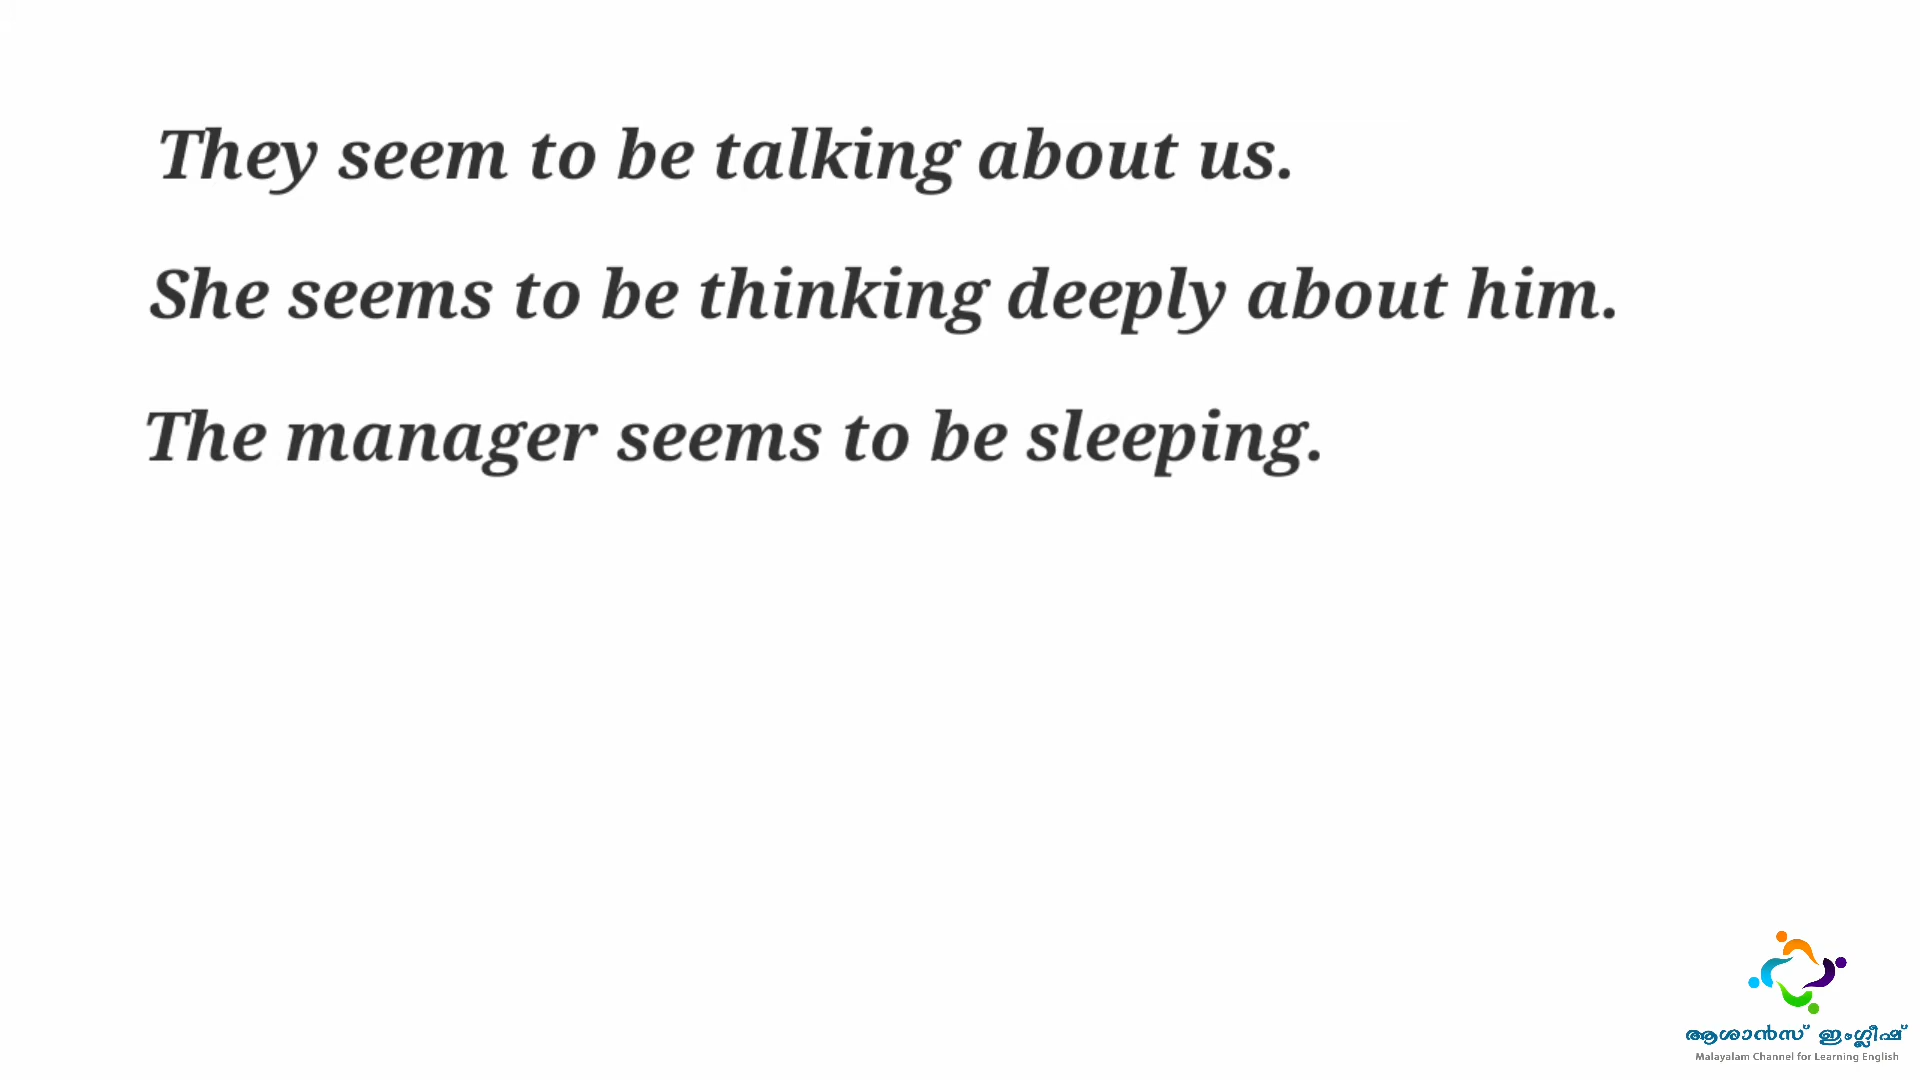 They seem to be talking about us.
She seems to be thinking deeply about him.
The manager seems to be sleeping.
ആശാൻസ് ഇംഗ്ലീഷ്
Malayalam Channel for Learning English